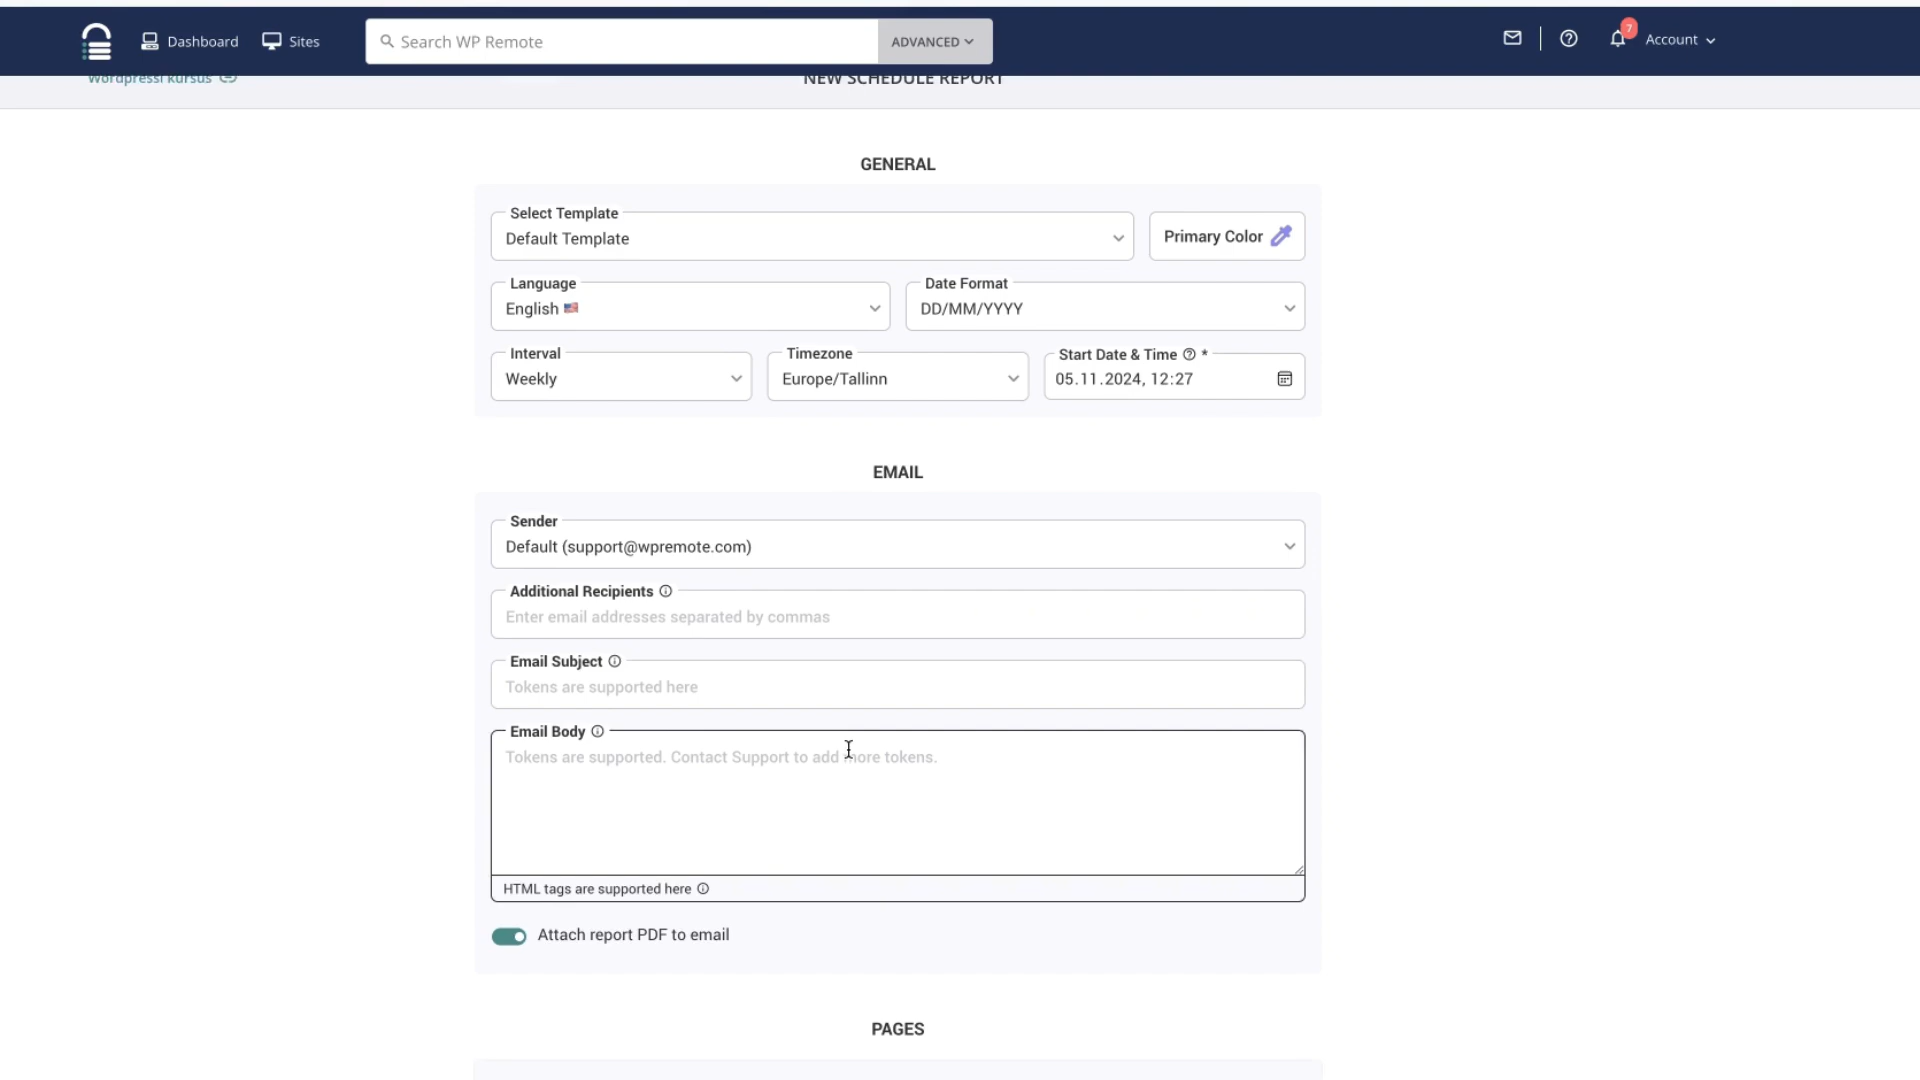 Dashboard
Sites
Search WP Remote
ADVANCED
7
Account
Wordpressi kursus
NEW SCHEDULE REPORT
GENERAL
Select Template
Default Template
Primary Color
Language
English
Date Format
DD/MM/YYYY
Interval
Weekly
Timezone
Europe/Tallinn
Start Date & Time *
05.11.2024, 12:27
EMAIL
Sender
Default (support@wpremote.com)
Additional Recipients
Enter email addresses separated by commas
Email Subject
Tokens are supported here
Email Body
Tokens are supported. Contact Support to add more tokens.
HTML tags are supported here
Attach report PDF to email
PAGES